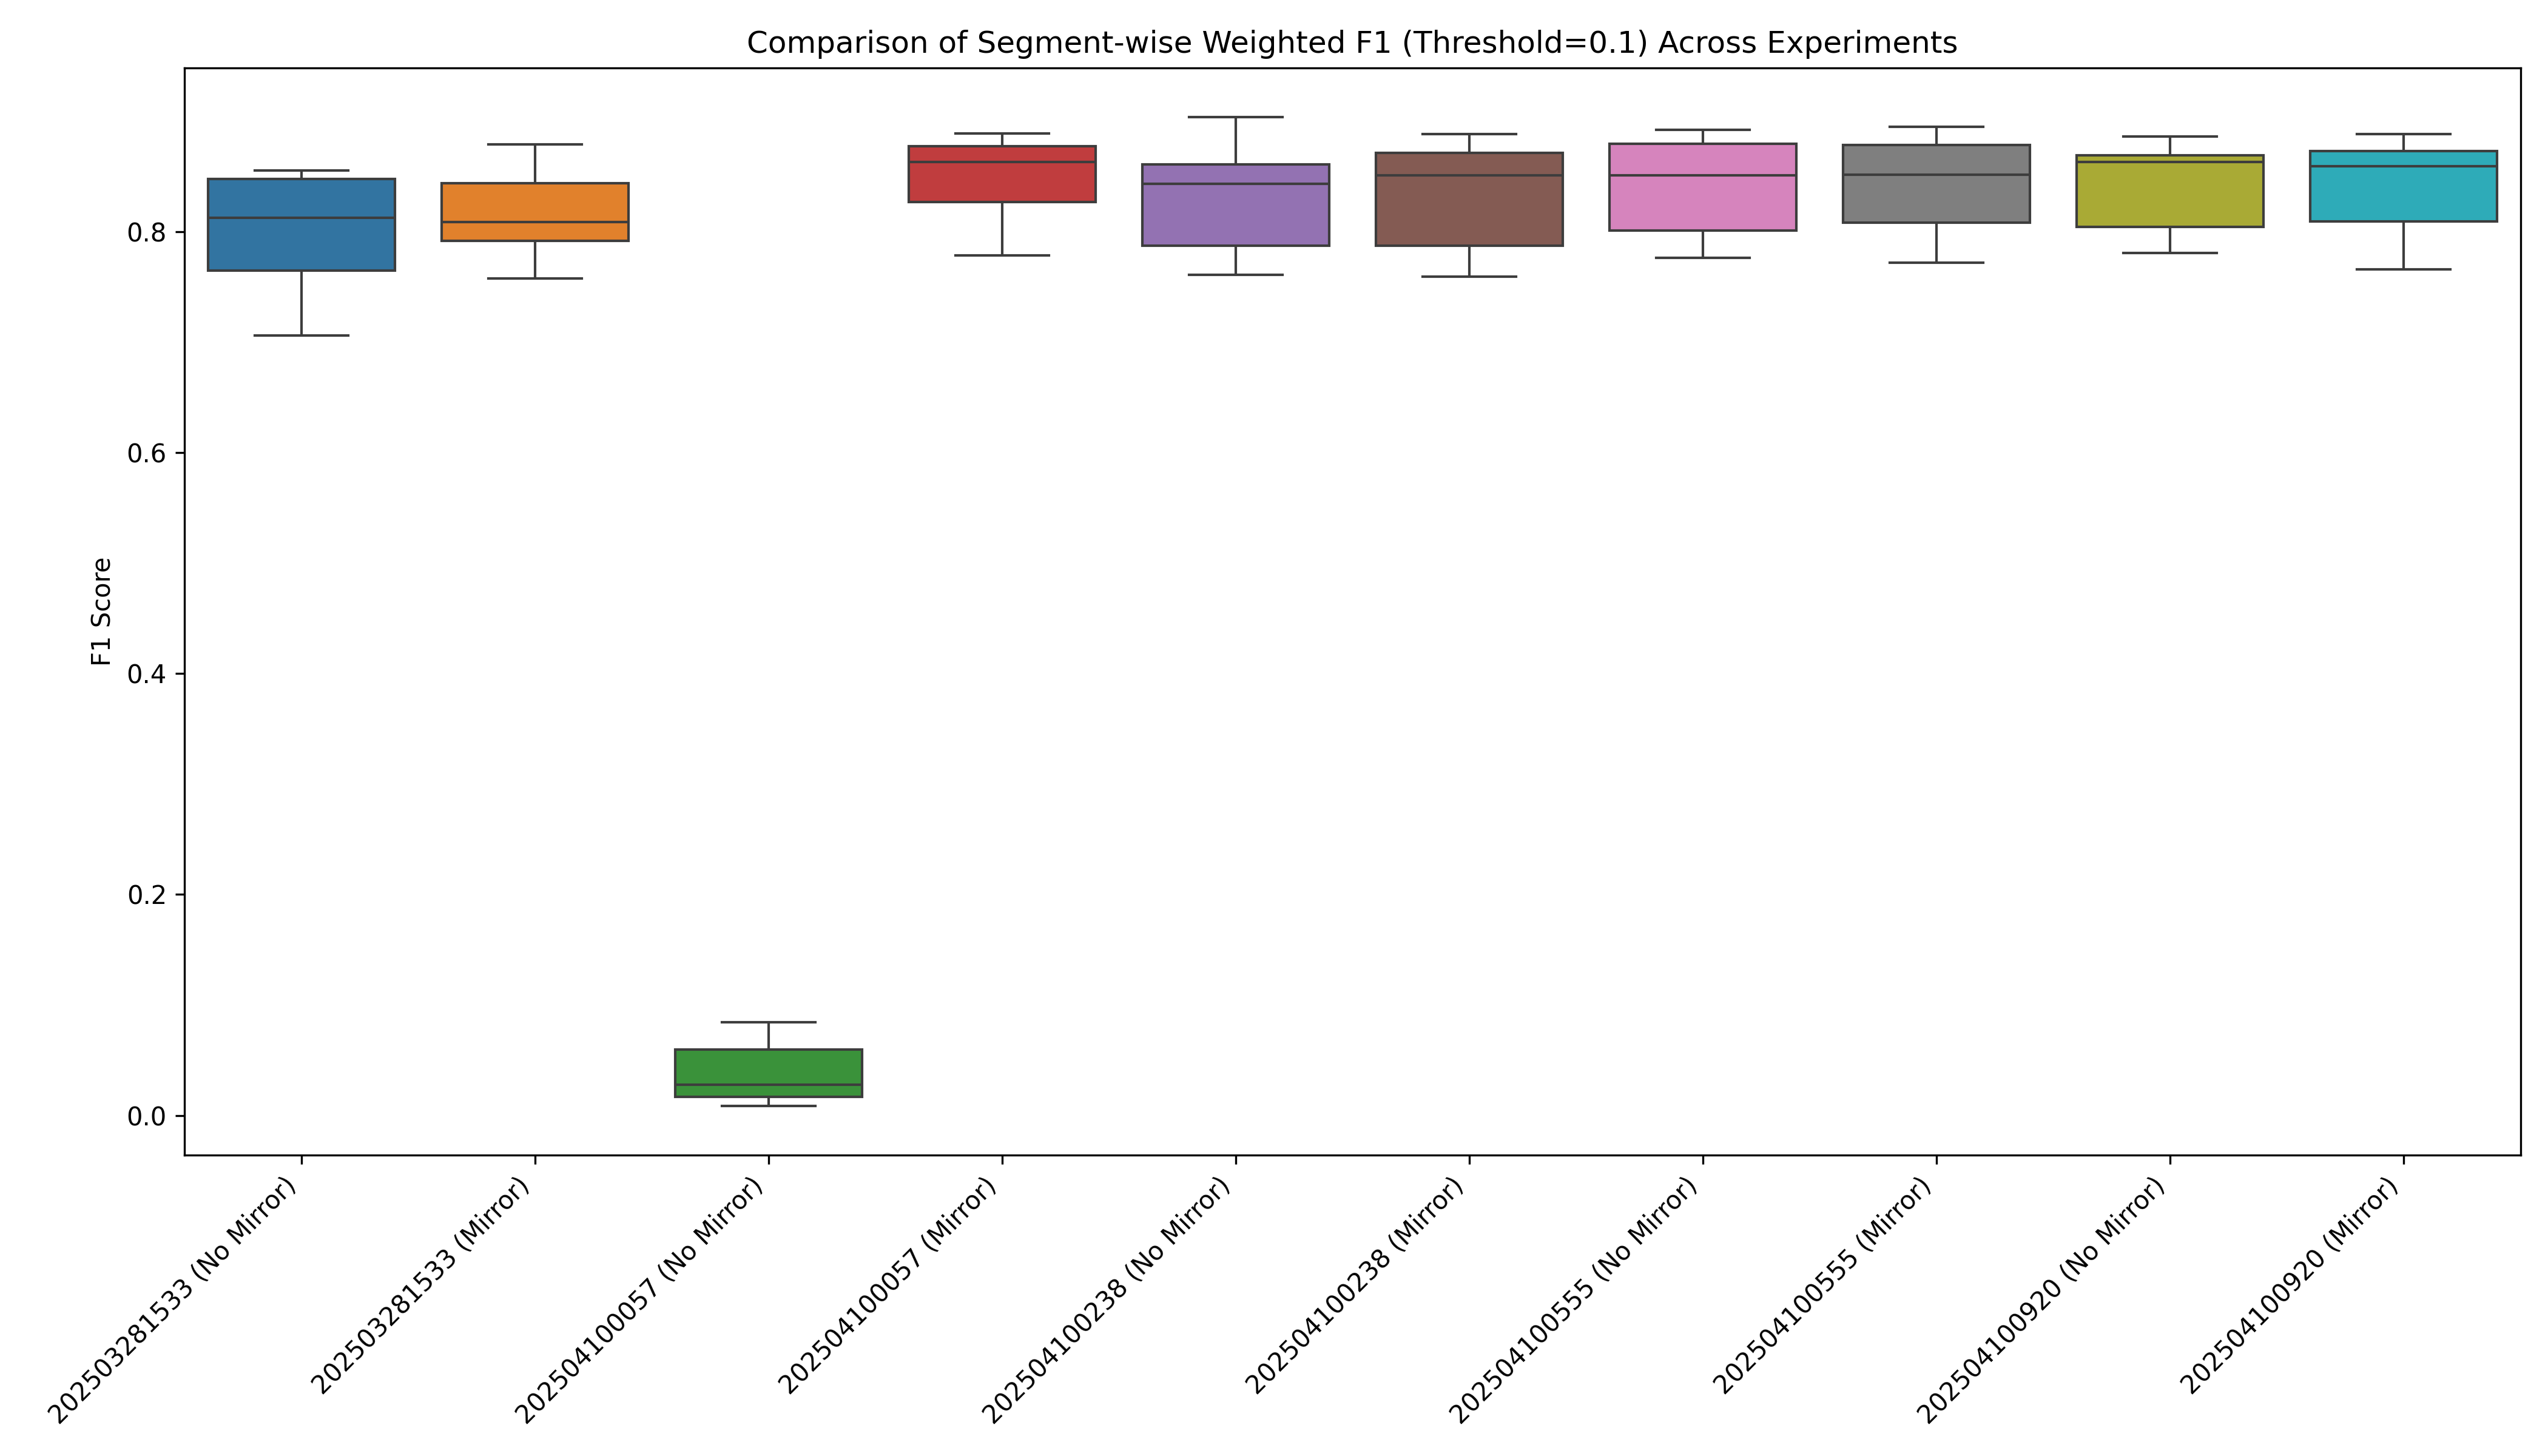 Comparison of Segment-wise Weighted F1 (Threshold=0.1) Across Experiments
F1 Score
0.8
0.6
0.4
0.2
0.0
202503281533 (No Mirror)
202503281533 (Mirror)
202504100057 (No Mirror)
202504100057 (Mirror)
202504100238 (No Mirror)
202504100238 (Mirror)
202504100555 (No Mirror)
202504100555 (Mirror)
202504100920 (No Mirror)
202504100920 (Mirror)